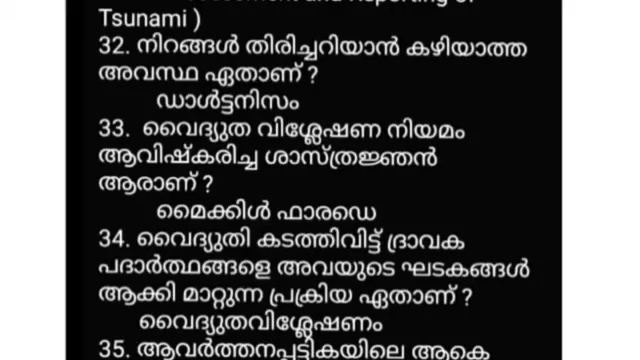 Tsunami )
32. നിറങ്ങൾ തിരിച്ചറിയാൻ കഴിയാത്ത
അവസ്ഥ ഏതാണ് ?
ഡാൾട്ടനിസം
33. വൈദ്യുത വിശ്ലേഷണ നിയമം
ആവിഷ്കരിച്ച ശാസ്ത്രജ്ഞൻ
ആരാണ് ?
മൈക്കിൾ ഫാരഡെ
34. വൈദ്യുതി കടത്തിവിട്ട് ദ്രാവക
പദാർത്ഥങ്ങളെ അവയുടെ ഘടകങ്ങൾ
ആക്കി മാറ്റുന്ന പ്രക്രിയ ഏതാണ് ?
വൈദ്യുതവിശ്ലേഷണം
35. ആവർത്തനപ്പട്ടികയിലെ ആകെ